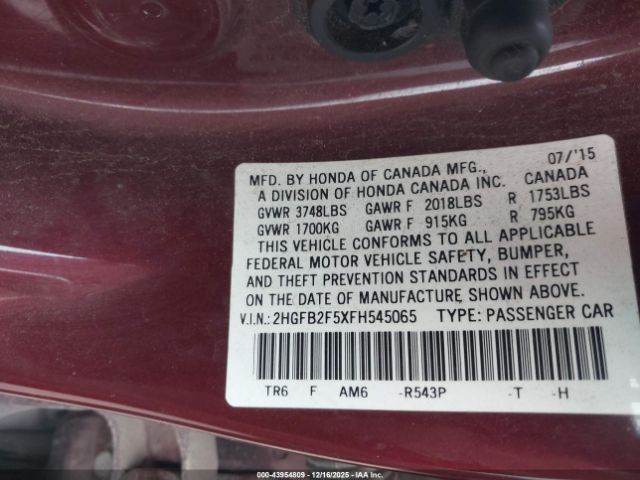 07/'15
MFD. BY HONDA OF CANADA MFG., CANADA
A DIVISION OF HONDA CANADA INC.
GVWR 3748LBS GAWR F 2018LBS R 1753LBS
GVWR 1700KG GAWR F 915KG R 795KG
THIS VEHICLE CONFORMS TO ALL APPLICABLE
FEDERAL MOTOR VEHICLE SAFETY, BUMPER,
AND THEFT PREVENTION STANDARDS IN EFFECT
ON THE DATE OF MANUFACTURE SHOWN ABOVE.
V.I.N.: 2HGFB2F5XFH545065 TYPE: PASSENGER CAR
TR6 F AM6 -R543P -T -H
000-43954809 - 12/16/2025 - IAAI.COM